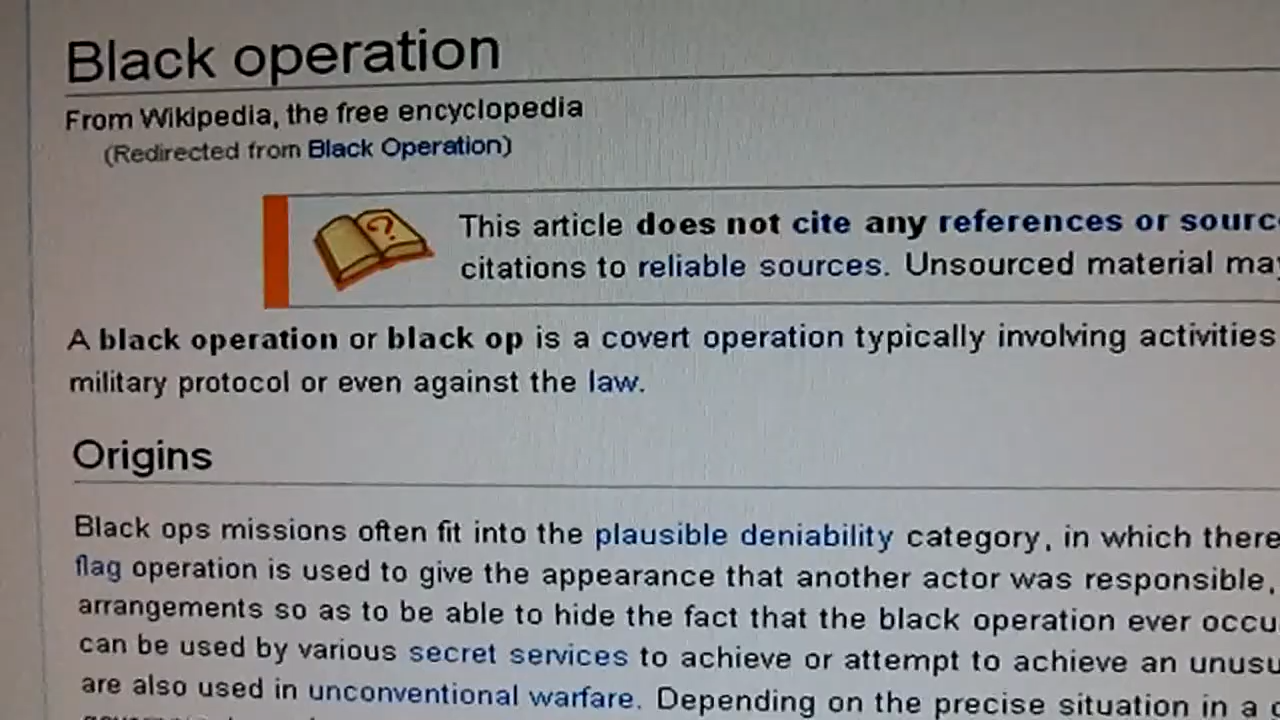 Black operation
From Wikipedia, the free encyclopedia
(Redirected from Black Operation)
This article does not cite any references or sourc
citations to reliable sources. Unsourced material may
A black operation or black op is a covert operation typically involving activities
military protocol or even against the law.
Origins
Black ops missions often fit into the plausible deniability category, in which there
flag operation is used to give the appearance that another actor was responsible,
arrangements so as to be able to hide the fact that the black operation ever occu
can be used by various secret services to achieve or attempt to achieve an unusu
are also used in unconventional warfare. Depending on the precise situation in a